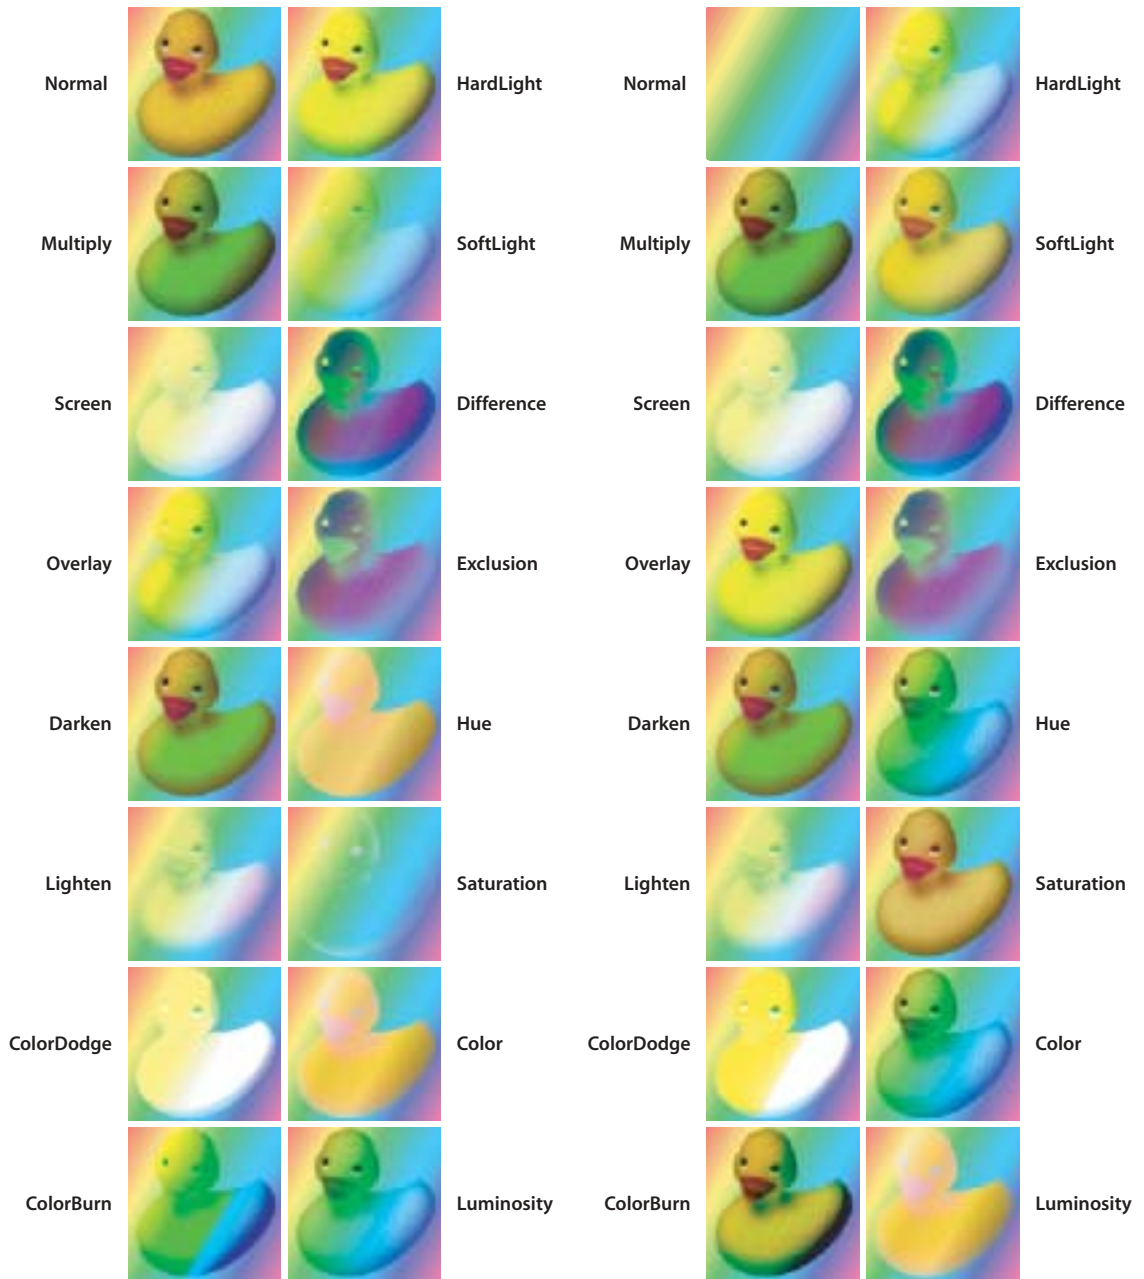 Normal
HardLight
Normal
HardLight
Multiply
SoftLight
Multiply
SoftLight
Screen
Difference
Screen
Difference
Overlay
Exclusion
Overlay
Exclusion
Darken
Hue
Darken
Hue
Lighten
Saturation
Lighten
Saturation
ColorDodge
Color
ColorDodge
Color
ColorBurn
Luminosity
ColorBurn
Luminosity